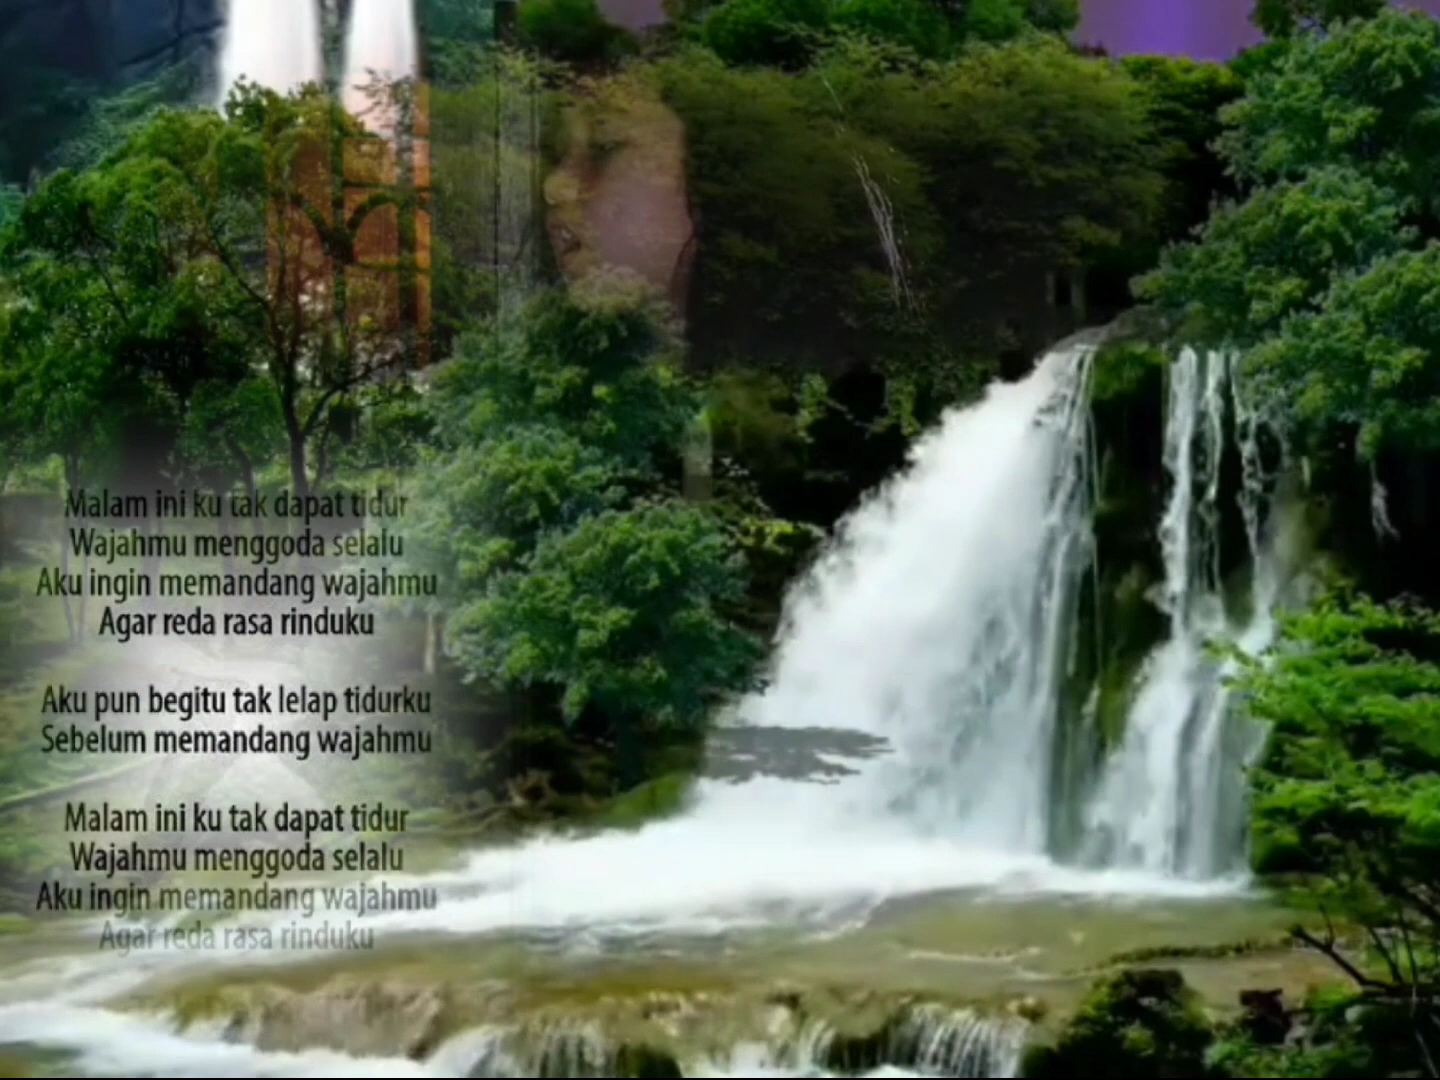 Malam ini ku tak dapat tidur
Wajahmu menggoda selalu
Aku ingin memandang wajahmu
Agar reda rasa rinduku
Aku pun begitu tak lelap tidurku
Sebelum memandang wajahmu
Malam ini ku tak dapat tidur
Wajahmu menggoda selalu
Aku ingin memandang wajahmu
Agar reda rasa rinduku